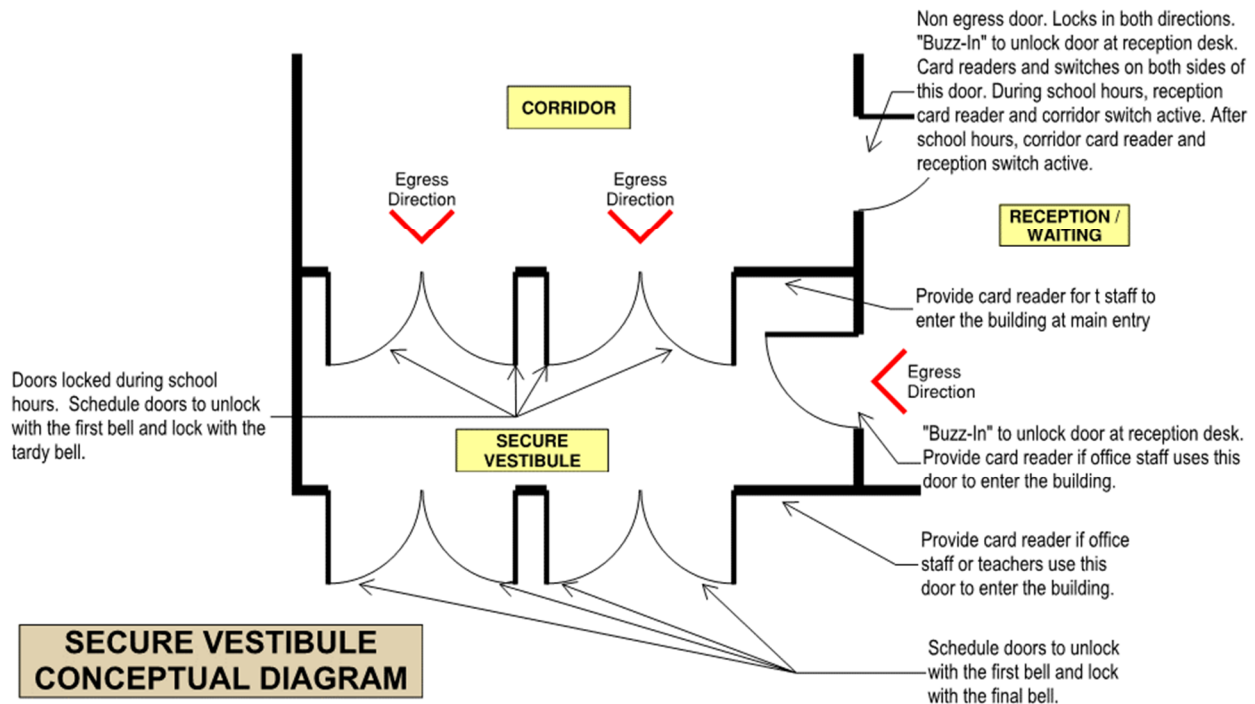 Non egress door. Locks in both directions.
"Buzz-In" to unlock door at reception desk.
Card readers and switches on both sides of
this door. During school hours, reception
card reader and corridor switch active. After
school hours, corridor card reader and
reception switch active.
CORRIDOR
Egress
Direction
Egress
Direction
RECEPTION /
WAITING
Provide card reader for t staff to
enter the building at main entry
Egress
Direction
Doors locked during school
hours. Schedule doors to unlock
with the first bell and lock with the
tardy bell.
SECURE
VESTIBULE
"Buzz-In" to unlock door at reception desk.
Provide card reader if office staff uses this
door to enter the building.
Provide card reader if office
staff or teachers use this
door to enter the building.
SECURE VESTIBULE
CONCEPTUAL DIAGRAM
Schedule doors to unlock
with the first bell and lock
with the final bell.